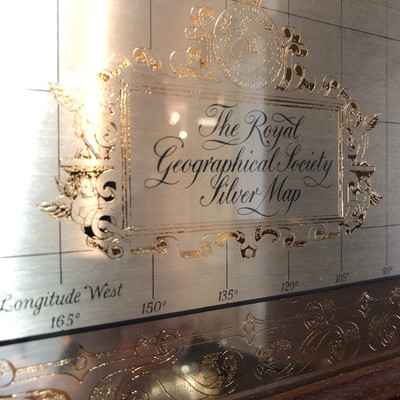 The Royal
Geographical Society
Silver Map
Longitude West
165° 150° 135° 120° 105° 90°